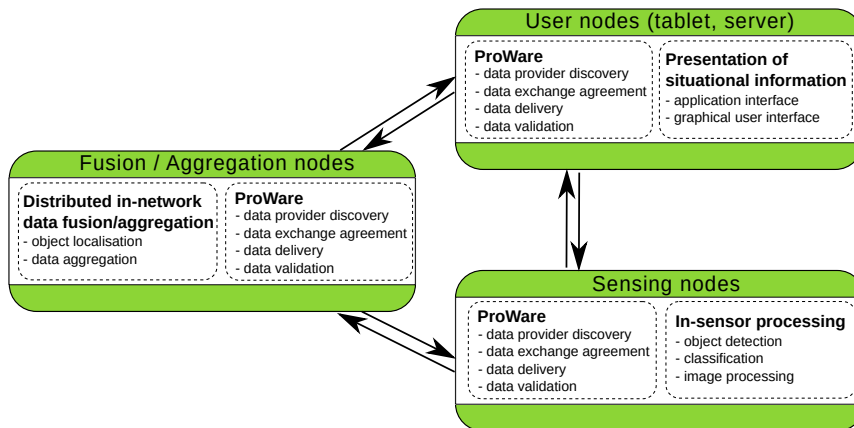 User nodes (tablet, server)
ProWare
- data provider discovery
- data exchange agreement
- data delivery
- data validation
Presentation of
situational information
- application interface
- graphical user interface
Fusion / Aggregation nodes
Distributed in-network
data fusion/aggregation
- object localisation
- data aggregation
ProWare
- data provider discovery
- data exchange agreement
- data delivery
- data validation
Sensing nodes
ProWare
- data provider discovery
- data exchange agreement
- data delivery
- data validation
In-sensor processing
- object detection
- classification
- image processing